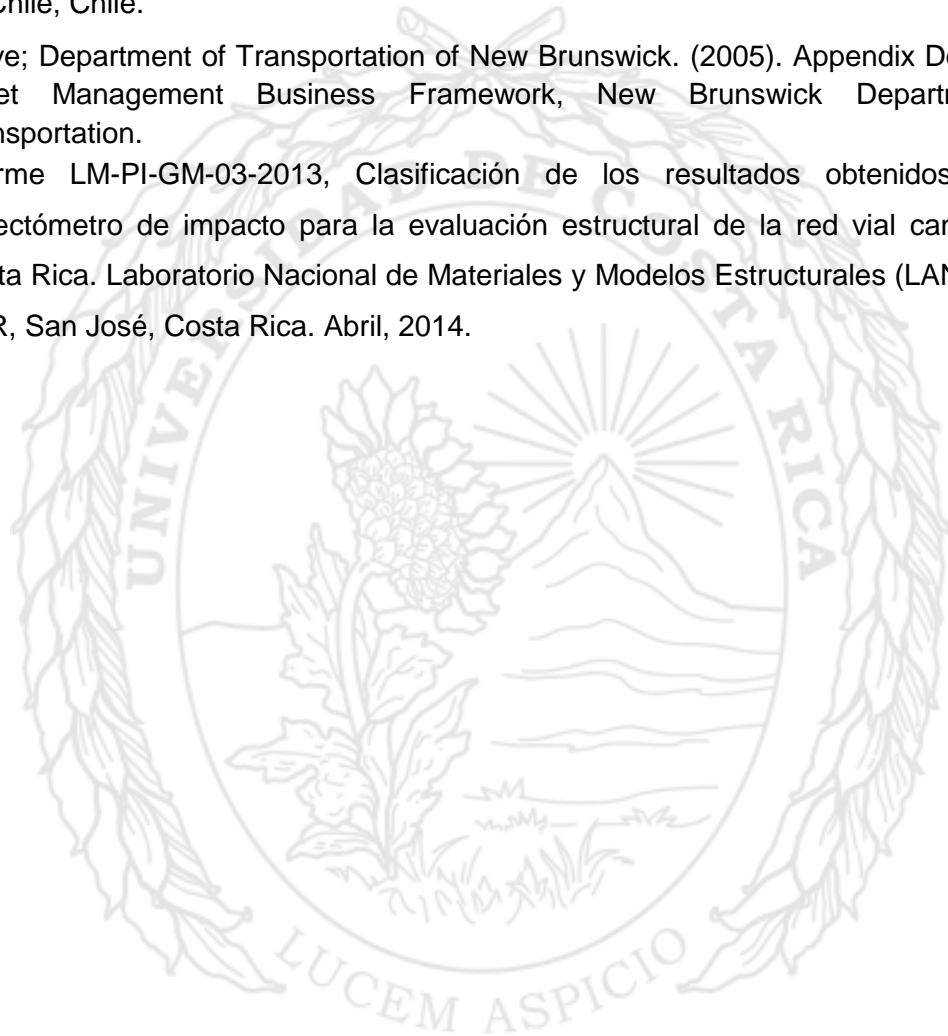 Chile, Chile.
ve; Department of Transportation of New Brunswick. (2005). Appendix D
et Management Business Framework, New Brunswick Depart
nsportation.
rme LM-PI-GM-03-2013, Clasificación de los resultados obtenidos
ectómetro de impacto para la evaluación estructural de la red vial ca
ta Rica. Laboratorio Nacional de Materiales y Modelos Estructurales (LAN
R, San José, Costa Rica. Abril, 2014.
UNIVERSIDAD DE COSTA RICA
LUCEM ASPICIO